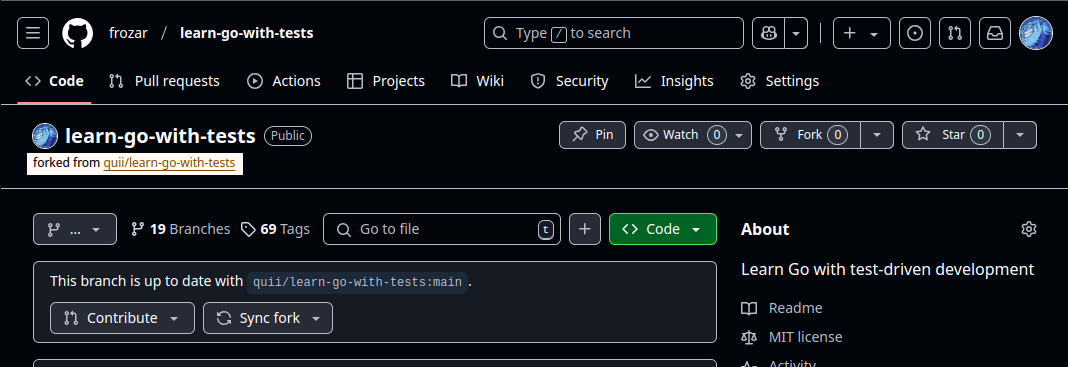 frozar / learn-go-with-tests Type / to search
Code Pull requests Actions Projects Wiki Security Insights Settings
learn-go-with-tests Public Pin Watch 0 Fork 0 Star 0
forked from quii/learn-go-with-tests
... 19 Branches 69 Tags Go to file t Code About
This branch is up to date with quii/learn-go-with-tests:main. Learn Go with test-driven development
Contribute Sync fork Readme
MIT license
Activity